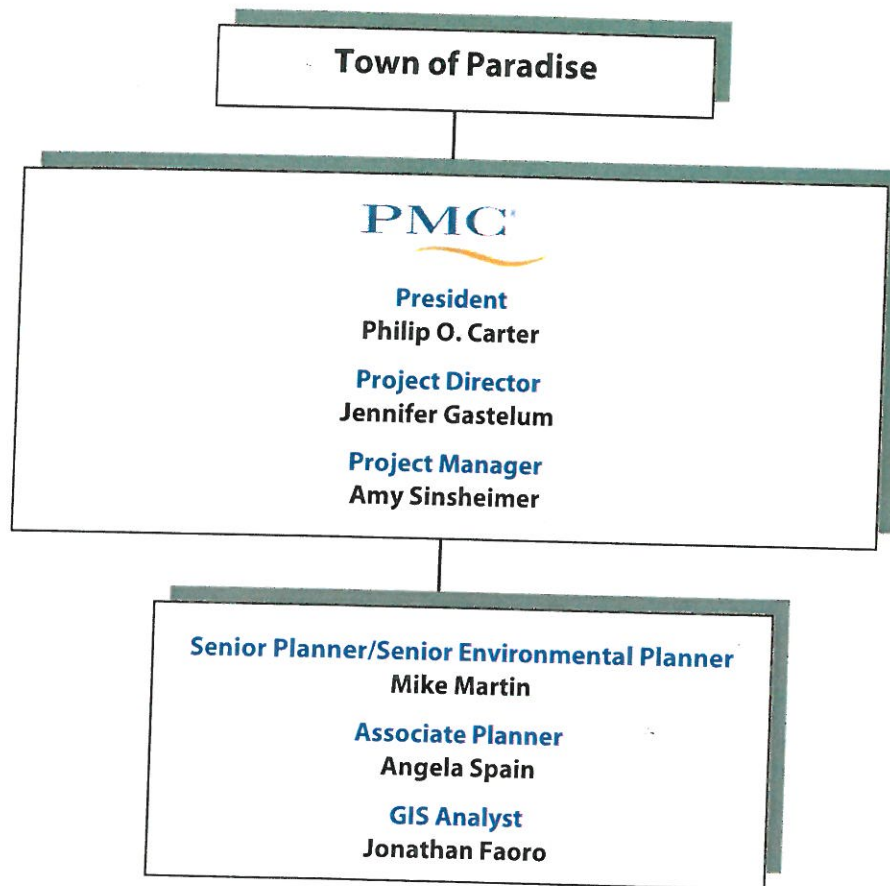 Town of Paradise
PMC®
President
Philip O. Carter
Project Director
Jennifer Gastelum
Project Manager
Amy Sinsheimer
Senior Planner/Senior Environmental Planner
Mike Martin
Associate Planner
Angela Spain
GIS Analyst
Jonathan Faoro